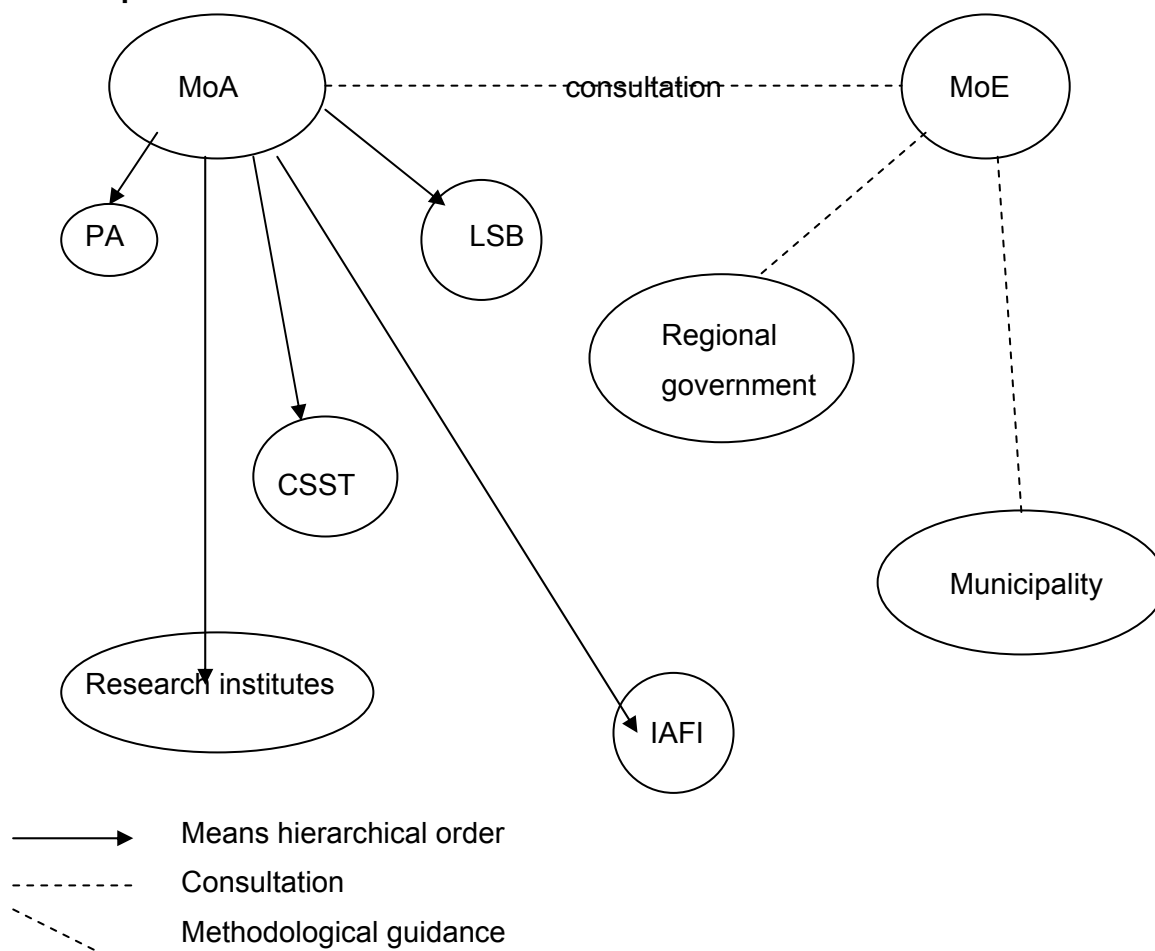 MoA
consultation
MoE
PA
LSB
Regional
government
CSST
Municipality
Research institutes
IAFI
Means hierarchical order
Consultation
Methodological guidance